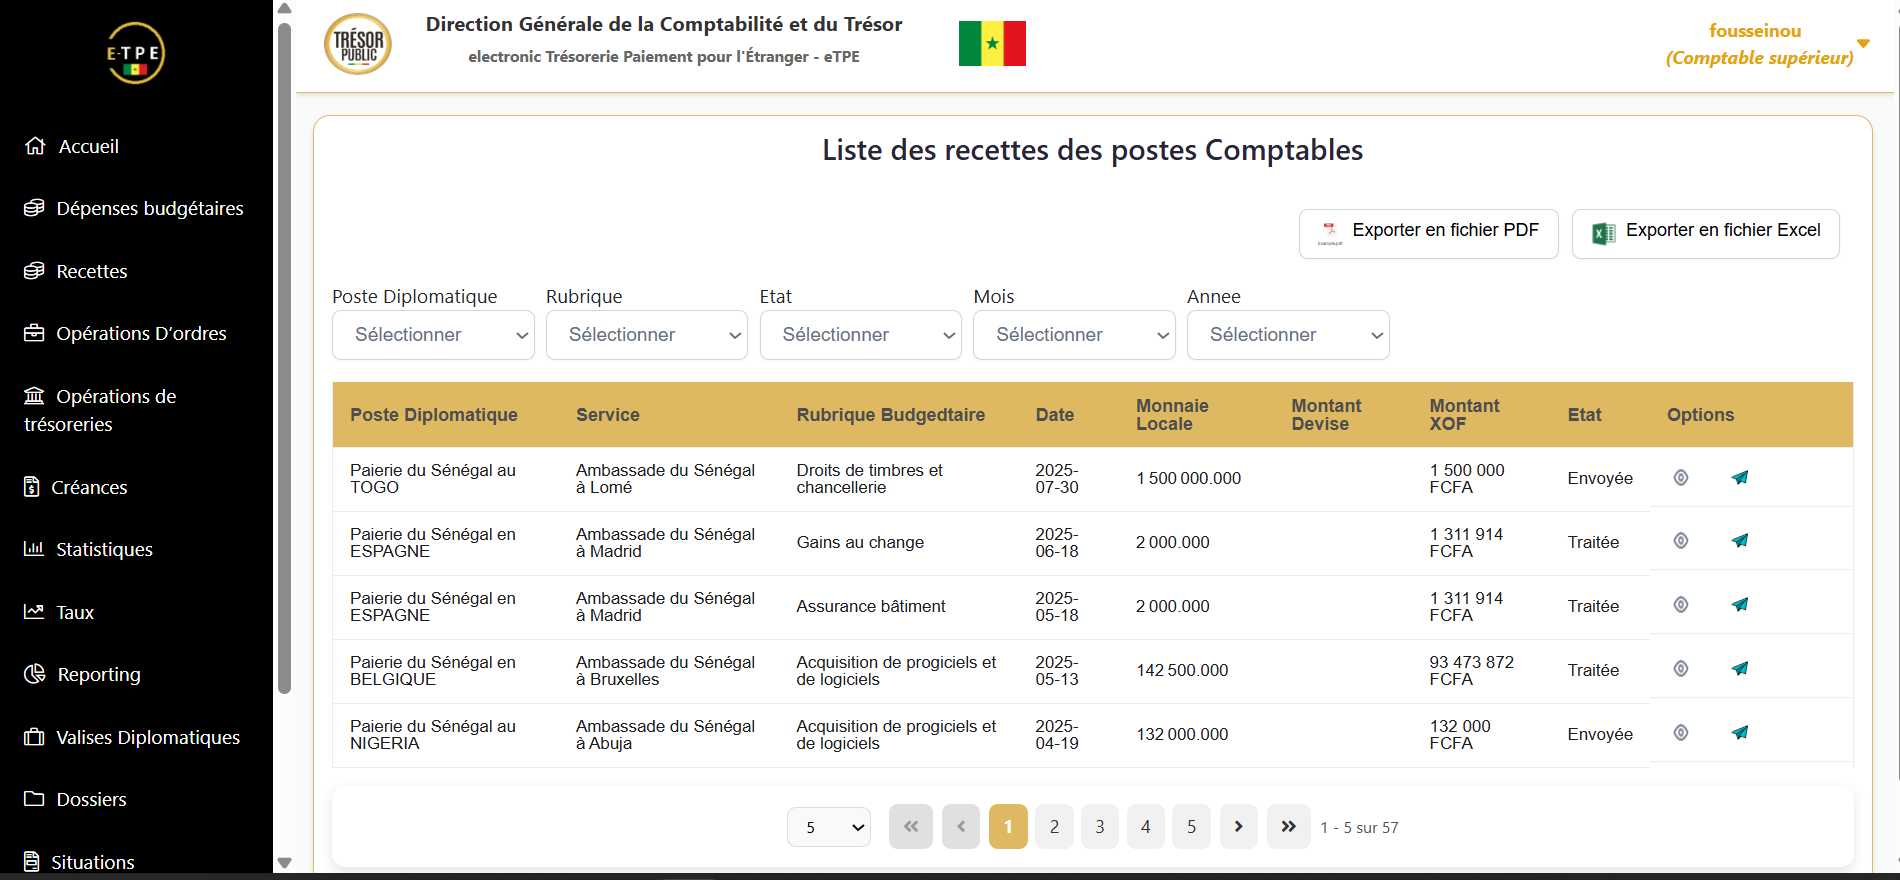 E-TPE
Accueil
Dépenses budgétaires
Recettes
Opérations D'ordres
Opérations de
trésoreries
Créances
Statistiques
Taux
Reporting
Valises Diplomatiques
Dossiers
Situations
TRÉSOR
PUBLIC
Direction Générale de la Comptabilité et du Trésor
electronic Trésorerie Paiement pour l'Étranger - eTPE
fousseinou
(Comptable supérieur)
Liste des recettes des postes Comptables
Exporter en fichier PDF
Exporter en fichier Excel
Poste Diplomatique Rubrique Etat Mois Annee
Sélectionner Sélectionner Sélectionner Sélectionner Sélectionner
Poste Diplomatique Service Rubrique Budgedtaire Date Monnaie Locale Montant Devise Montant XOF Etat Options
Paierie du Sénégal au TOGO Ambassade du Sénégal à Lomé Droits de timbres et chancellerie 2025-07-30 1 500 000.000 1 500 000 FCFA Envoyée
Paierie du Sénégal en ESPAGNE Ambassade du Sénégal à Madrid Gains au change 2025-06-18 2 000.000 1 311 914 FCFA Traitée
Paierie du Sénégal en ESPAGNE Ambassade du Sénégal à Madrid Assurance bâtiment 2025-05-18 2 000.000 1 311 914 FCFA Traitée
Paierie du Sénégal en BELGIQUE Ambassade du Sénégal à Bruxelles Acquisition de progiciels et de logiciels 2025-05-13 142 500.000 93 473 872 FCFA Traitée
Paierie du Sénégal au NIGERIA Ambassade du Sénégal à Abuja Acquisition de progiciels et de logiciels 2025-04-19 132 000.000 132 000 FCFA Envoyée
5 « ‹ 1 2 3 4 5 › » 1 - 5 sur 57